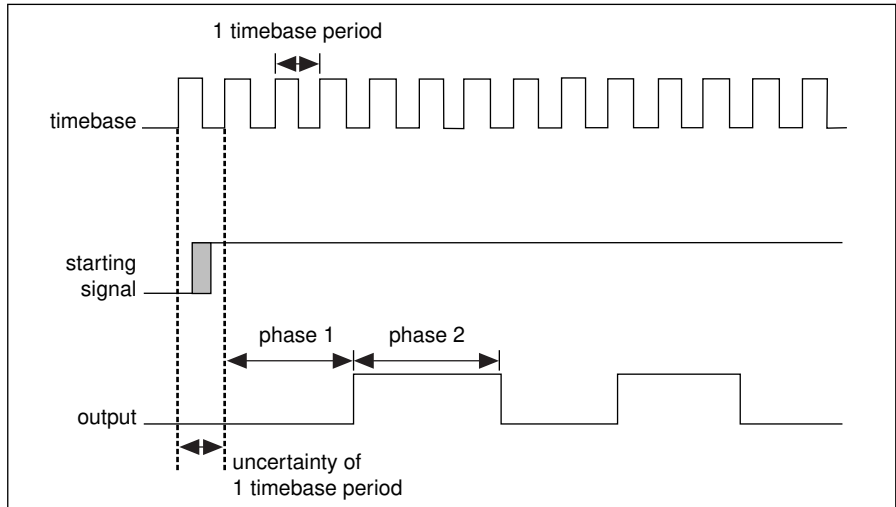 1 timebase period
timebase
starting
signal
phase 1
phase 2
output
uncertainty of
1 timebase period